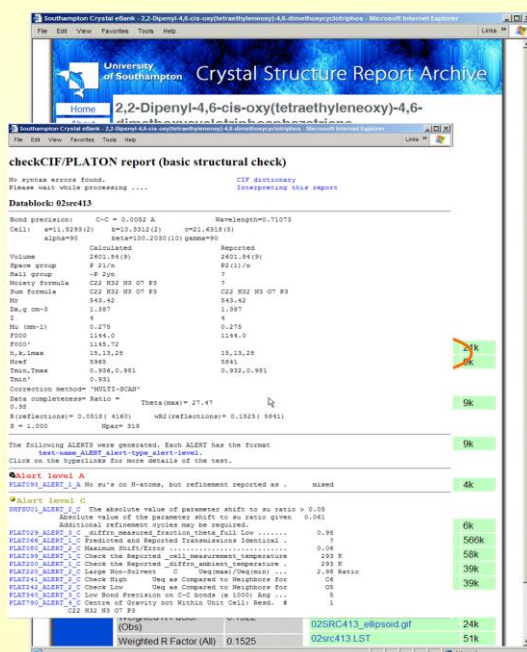 Southampton Crystal eBank - 2,2-Dipenyl-4,6-cis-oxy(tetraethyleneoxy)-4,6-dimethoxycyclotriphos - Microsoft Internet Explorer
File Edit View Favorites Tools Help
Links
University
of Southampton
Crystal Structure Report Archive
Home
2,2-Dipenyl-4,6-cis-oxy(tetraethyleneoxy)-4,6-
Southampton Crystal eBank - 2,2-Dipenyl-4,6-cis-oxy(tetraethyleneoxy)-4,6-dimethoxycyclotriphos - Microsoft Internet Explorer
File Edit View Favorites Tools Help
Links
checkCIF/PLATON report (basic structural check)
No syntax errors found. CIF dictionary
Please wait while processing .... Interpreting this report
Datablock: 02src413
Bond precision: C-C = 0.0052 A Wavelength=0.71073
Cell: a=11.8293(2) b=10.3312(2) c=21.6318(5)
alpha=90 beta=100.2030(10) gamma=90
Calculated Reported
Volume 2601.84(9) 2601.84(9)
Space group P 21/n P2(1)/n
Hall group -P 2yn ?
Moiety formula C22 H32 N3 O7 P3 ?
Sum formula C22 H32 N3 O7 P3 C22 H32 N3 O7 P3
Mr 543.42 543.42
Dx,g cm-3 1.387 1.387
Z 4 4
Mu (mm-1) 0.275 0.275
F000 1144.0 1144.0
F000' 1145.72
h,k,lmax 15,13,28 15,13,28
Nref 5965 5841
Tmin,Tmax 0.936,0.981 0.932,0.981
Tmin' 0.931
Correction method= 'MULTI-SCAN'
Data completeness= Ratio =
0.98 Theta(max)= 27.47
R(reflections)= 0.0518( 4160) wR2(reflections)= 0.1525( 5841)
S = 1.000 Npar= 319
The following ALERTS were generated. Each ALERT has the format
test-name_ALERT_alert-type_alert-level.
Click on the hyperlinks for more details of the test.
Alert level A
PLAT093_ALERT_1_A No su's on H-atoms, but refinement reported as . mixed
Alert level C
SHFSU01_ALERT_2_C The absolute value of parameter shift to su ratio > 0.05
Absolute value of the parameter shift to su ratio given 0.061
Additional refinement cycles may be required.
PLAT029_ALERT_3_C _diffrn_measured_fraction_theta_full Low ....... 0.98
PLAT066_ALERT_1_C Predicted and Reported Transmissions Identical . ?
PLAT080_ALERT_2_C Maximum Shift/Error ............................ 0.06
PLAT199_ALERT_1_C Check the Reported _cell_measurement_temperature 293 K
PLAT200_ALERT_1_C Check the Reported _diffrn_ambient_temperature . 293 K
PLAT220_ALERT_2_C Large Non-Solvent C Ueq(max)/Ueq(min) ... 2.98 Ratio
PLAT241_ALERT_2_C Check High Ueq as Compared to Neighbors for C6
PLAT242_ALERT_2_C Check Low Ueq as Compared to Neighbors for O5
PLAT340_ALERT_3_C Low Bond Precision on C-C bonds (x 1000) Ang ... 5
PLAT790_ALERT_4_C Centre of Gravity not Within Unit Cell: Resd. # 1
C22 H32 N3 O7 P3
9k
9k
4k
6k
566k
58k
39k
39k
(Obs)
02SRC413_ellipsoid.gif 24k
Weighted R Factor (All) 0.1525 02src413.LST 51k